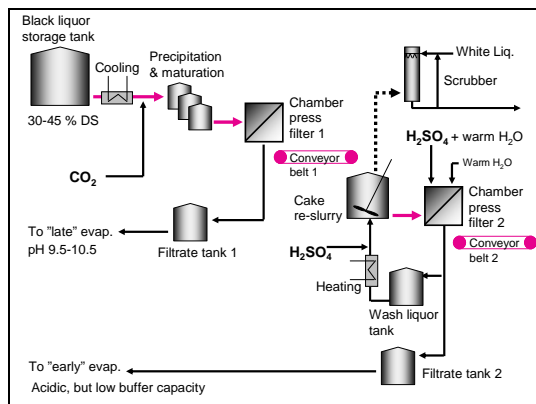 Black liquor
storage tank
Cooling
Precipitation
& maturation
30-45 % DS
CO2
Chamber
press
filter 1
Conveyor
belt 1
To ”late” evap.
pH 9.5-10.5
Filtrate tank 1
White Liq.
Scrubber
H2SO4 + warm H2O
Warm H2O
Cake
re-slurry
Chamber
press
filter 2
Conveyor
belt 2
H2SO4
Heating
Wash liquor
tank
To ”early” evap.
Acidic, but low buffer capacity
Filtrate tank 2